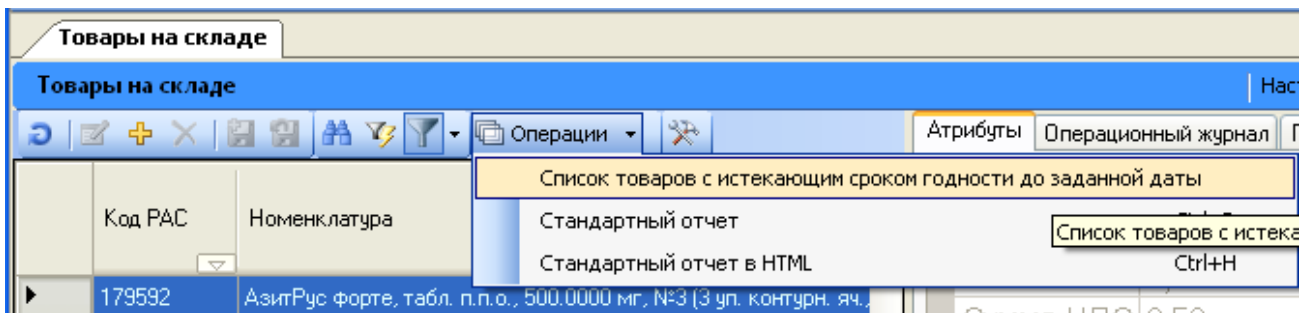 Товары на складе
Товары на складе
Операции
Атрибуты Операционный журнал
Список товаров с истекающим сроком годности до заданной даты
Код РАС Номенклатура
Стандартный отчет
Список товаров с истека
Стандартный отчет в HTML Ctrl+H
179592 АзитРус форте, табл. п.п.о., 500.0000 мг, №3 (3 уп. контурн. яч.,